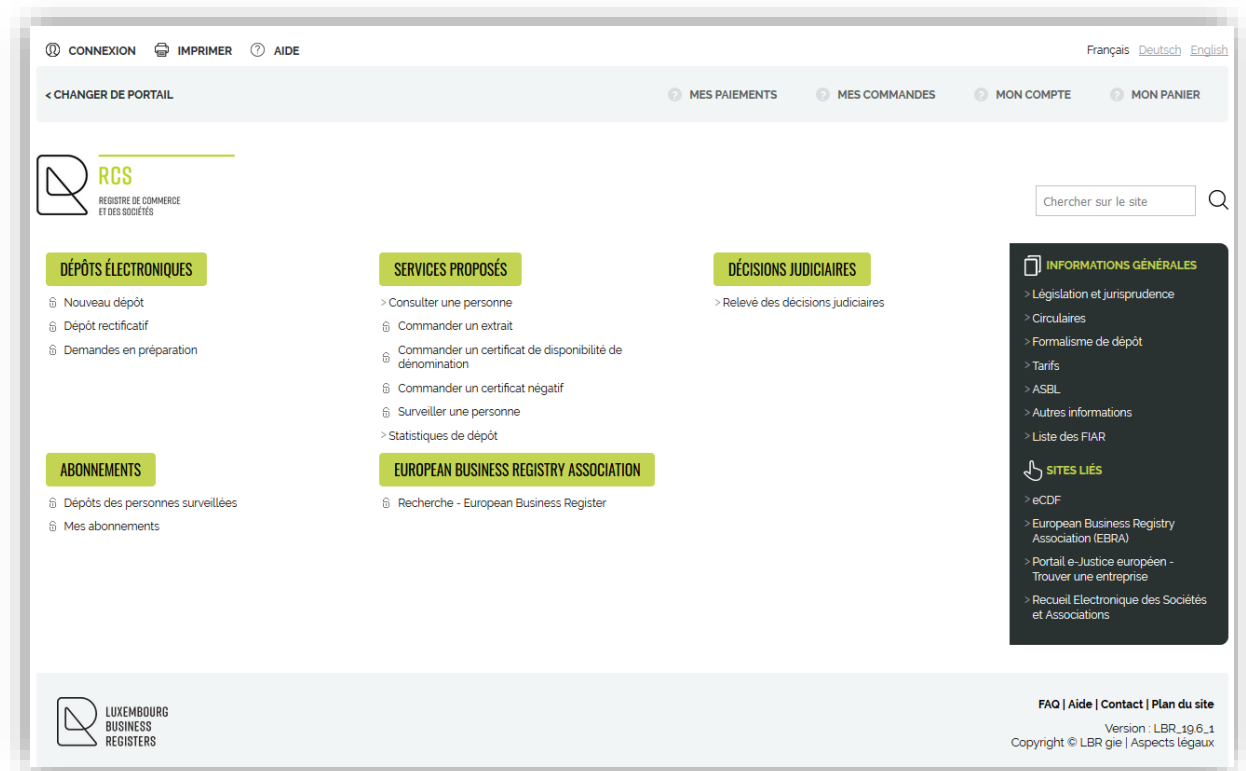 CONNEXION IMPRIMER AIDE
Français Deutsch English
< CHANGER DE PORTAIL
MES PAIEMENTS MES COMMANDES MON COMPTE MON PANIER
RCS
REGISTRE DE COMMERCE
ET DES SOCIÉTÉS
Chercher sur le site
DÉPÔTS ÉLECTRONIQUES
Nouveau dépôt
Dépôt rectificatif
Demandes en préparation
SERVICES PROPOSÉS
> Consulter une personne
Commander un extrait
Commander un certificat de disponibilité de
dénomination
Commander un certificat négatif
Surveiller une personne
> Statistiques de dépôt
DÉCISIONS JUDICIAIRES
> Relevé des décisions judiciaires
ABONNEMENTS
Dépôts des personnes surveillées
Mes abonnements
EUROPEAN BUSINESS REGISTRY ASSOCIATION
Recherche - European Business Register
INFORMATIONS GÉNÉRALES
> Législation et jurisprudence
> Circulaires
> Formalisme de dépôt
> Tarifs
> ASBL
> Autres informations
> Liste des FIAR
SITES LIÉS
> eCDF
> European Business Registry
Association (EBRA)
> Portail e-Justice européen -
Trouver une entreprise
> Recueil Electronique des Sociétés
et Associations
LUXEMBOURG
BUSINESS
REGISTERS
FAQ | Aide | Contact | Plan du site
Version : LBR_19.6_1
Copyright © LBR gie | Aspects légaux